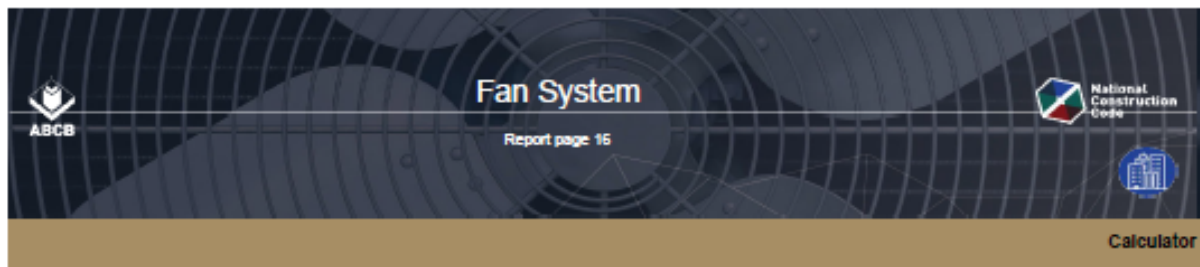 Fan System
ABCB
National
Construction
Code
Report page 16
Calculator